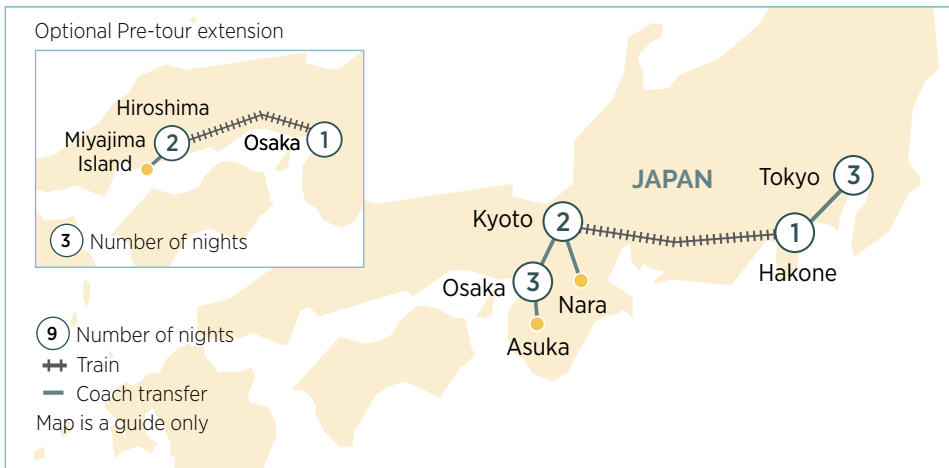 Optional Pre-tour extension
Hiroshima
2
Miyajima
Island
Osaka
1
3 Number of nights
JAPAN
Tokyo
3
Kyoto
2
1
Hakone
Osaka
3
Nara
Asuka
9 Number of nights
Train
Coach transfer
Map is a guide only